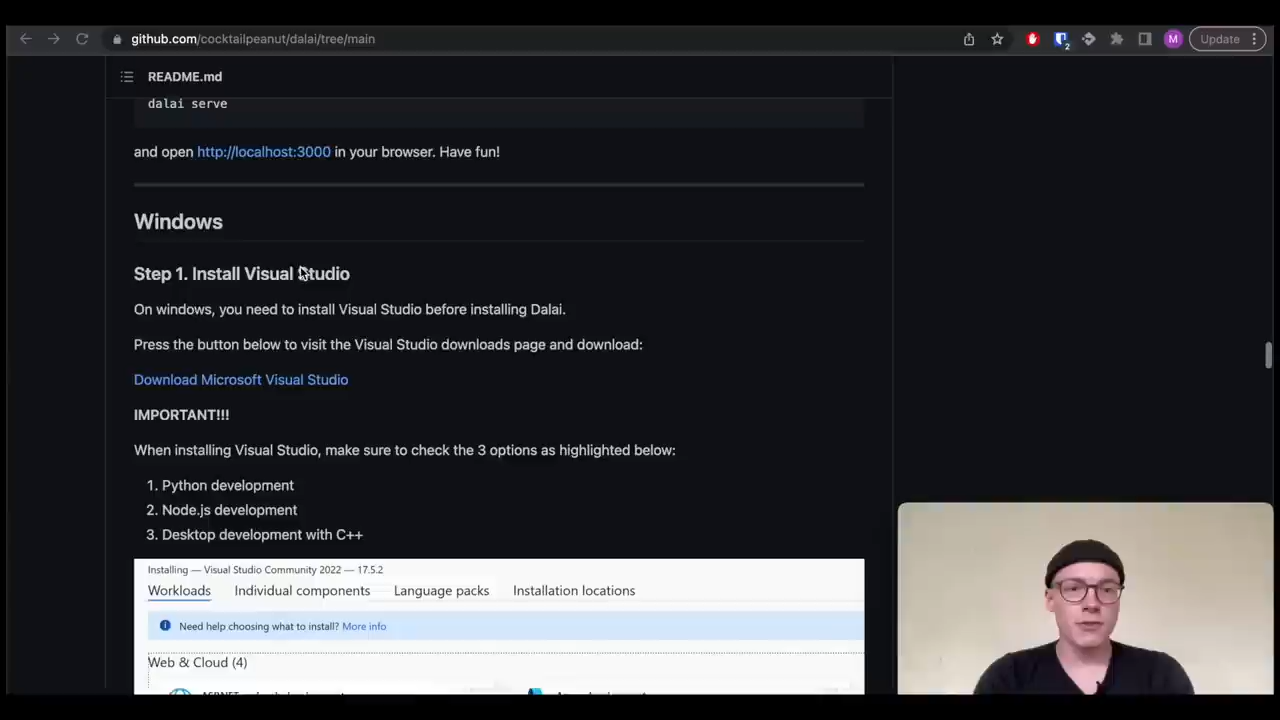 github.com/cocktailpeanut/dalai/tree/main
2
M
Update
README.md
dalai serve
and open http://localhost:3000 in your browser. Have fun!
Windows
Step 1. Install Visual Studio
On windows, you need to install Visual Studio before installing Dalai.
Press the button below to visit the Visual Studio downloads page and download:
Download Microsoft Visual Studio
IMPORTANT!!!
When installing Visual Studio, make sure to check the 3 options as highlighted below:
1. Python development
2. Node.js development
3. Desktop development with C++
Installing — Visual Studio Community 2022 — 17.5.2
Workloads Individual components Language packs Installation locations
Need help choosing what to install? More info
Web & Cloud (4)